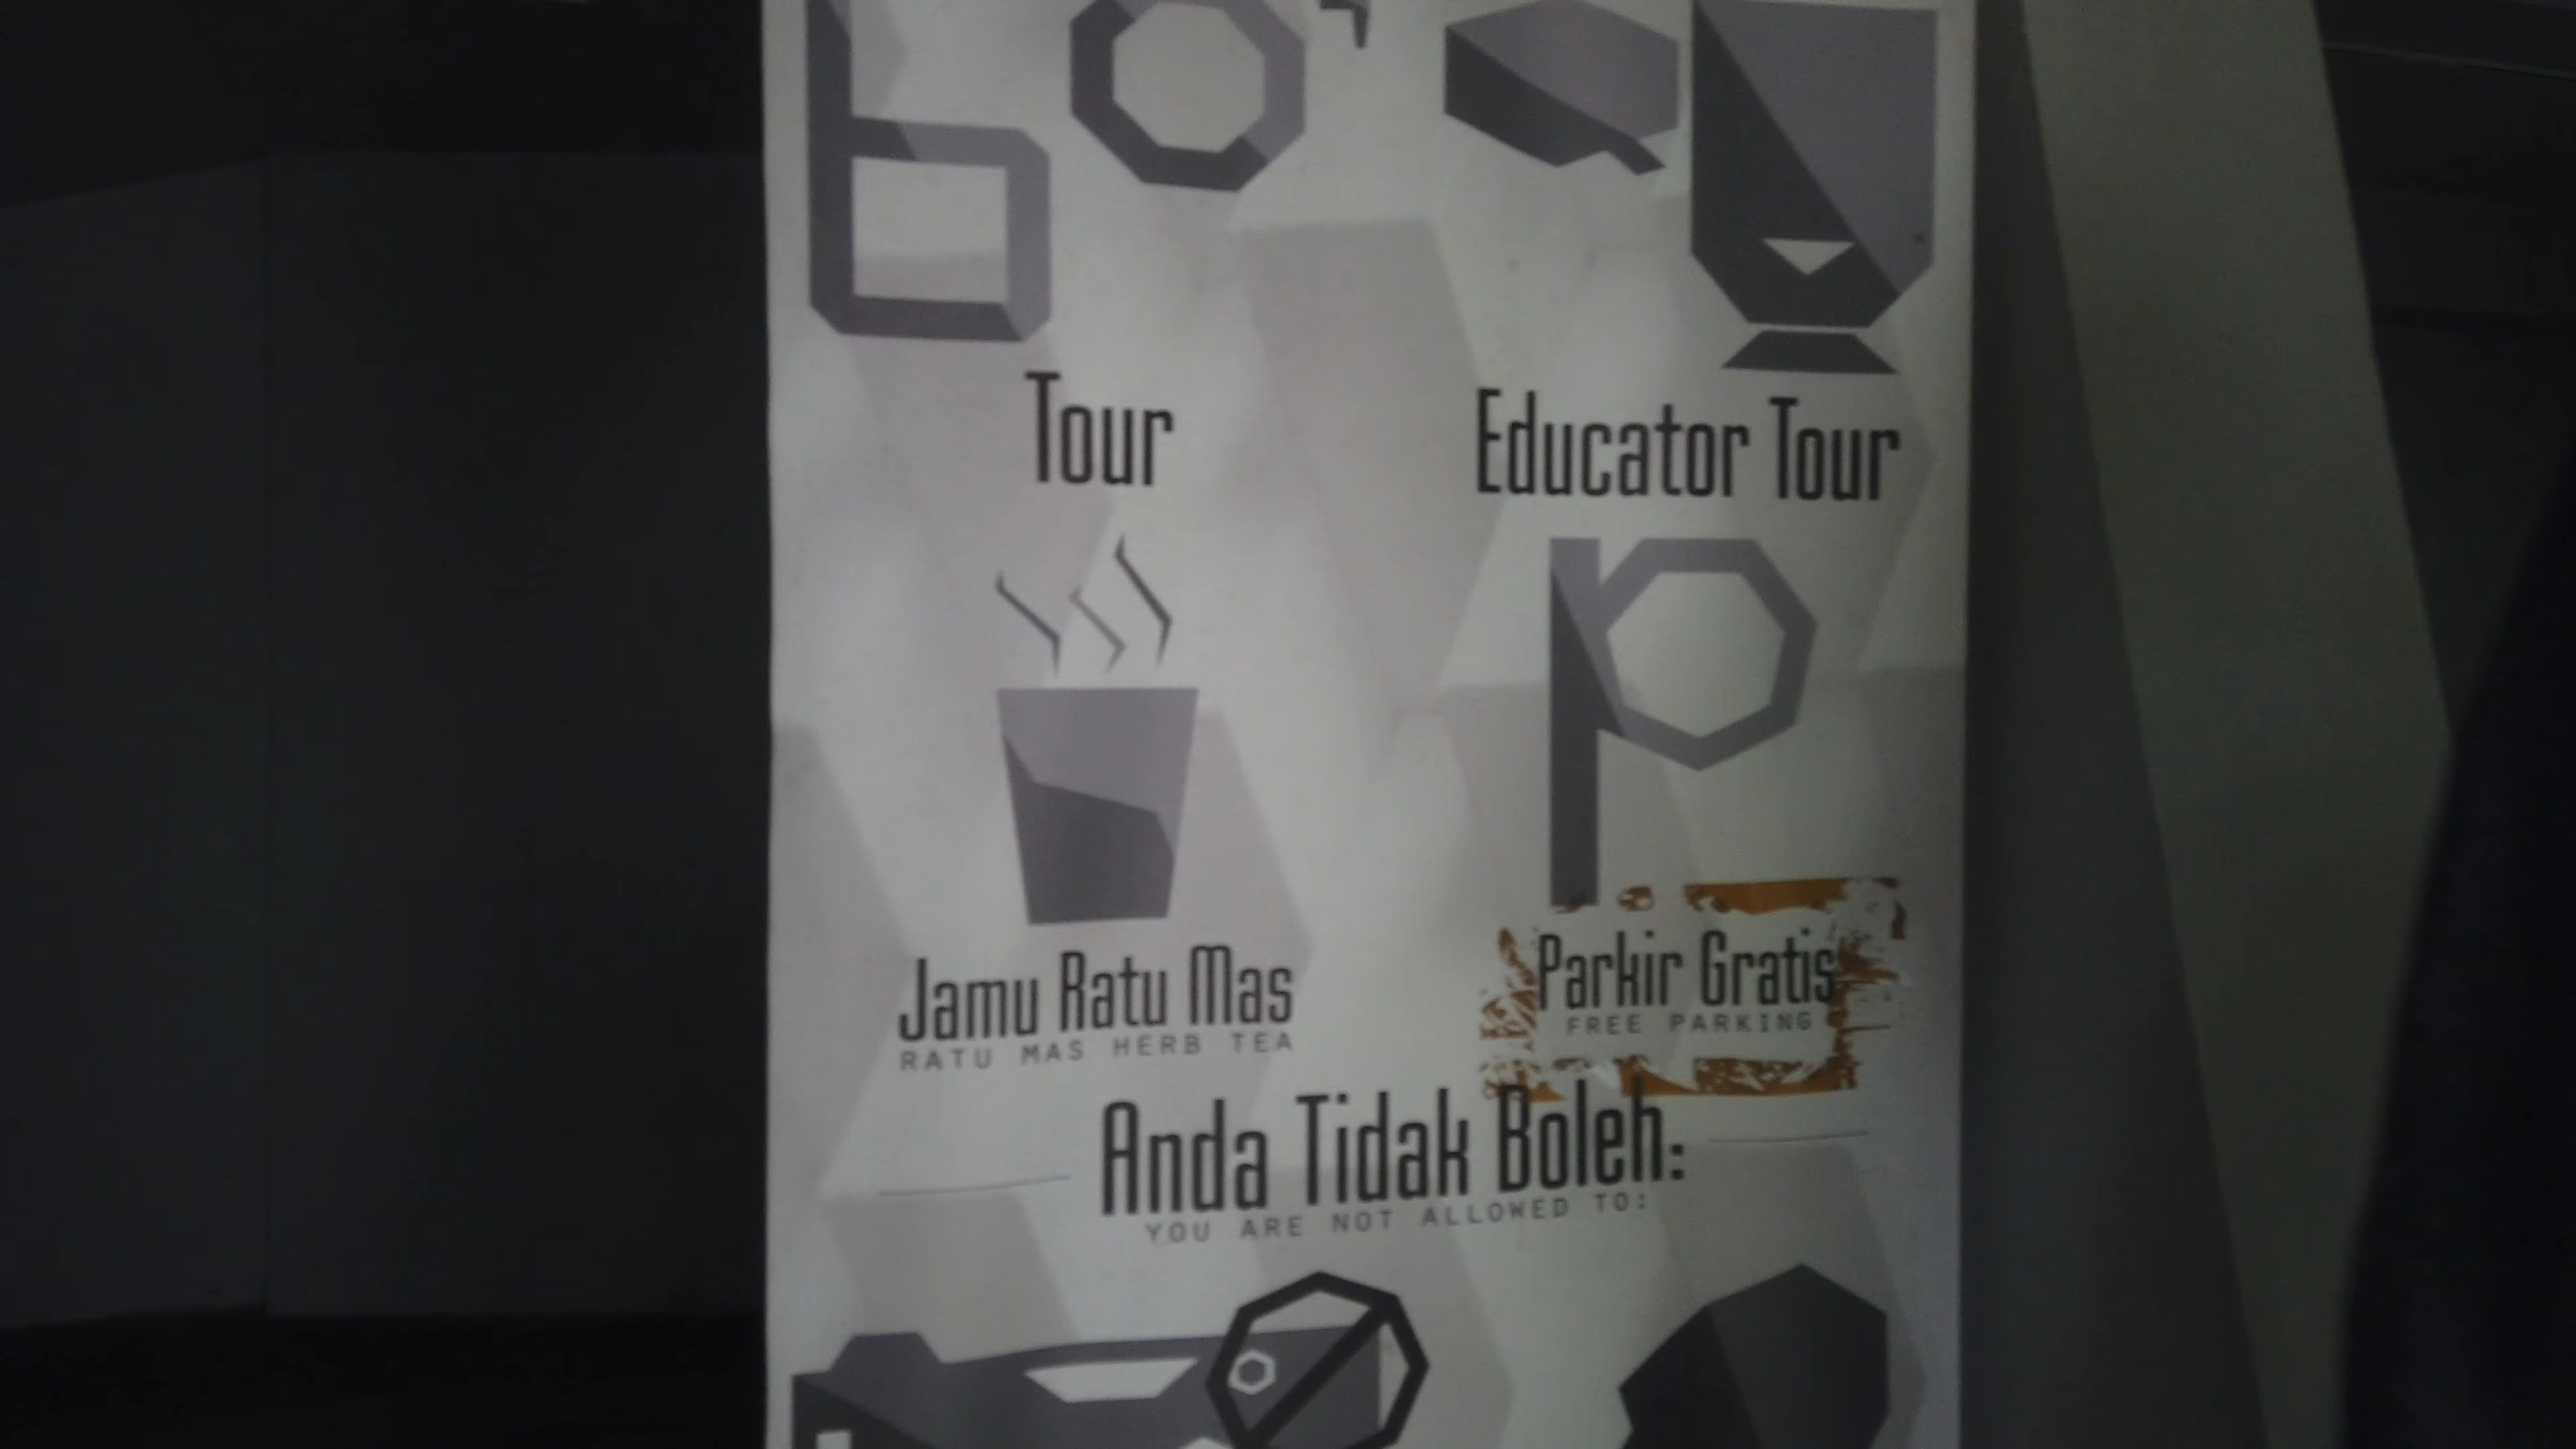 Tour
Educator Tour
Jamu Ratu Mas
RATU MAS HERB TEA
Parkir Gratis
FREE PARKING
Anda Tidak Boleh:
YOU ARE NOT ALLOWED TO: